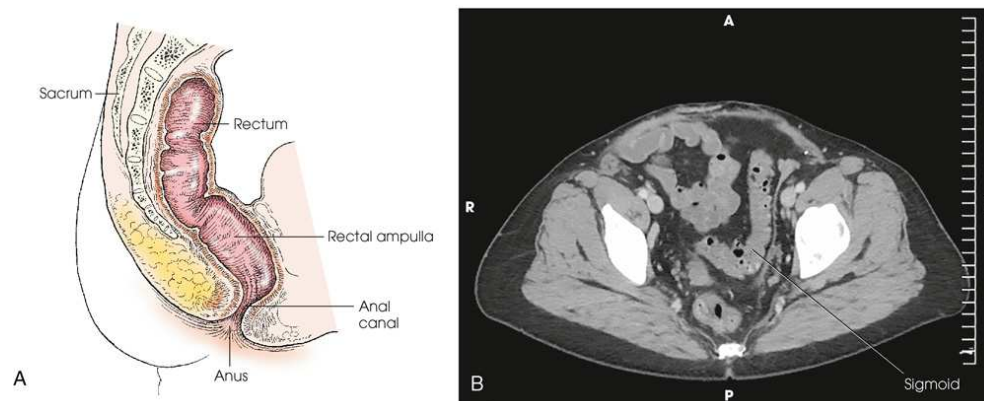 Sacrum
Rectum
Rectal ampulla
Anal
canal
Anus
A
A
R
P
B
Sigmoid